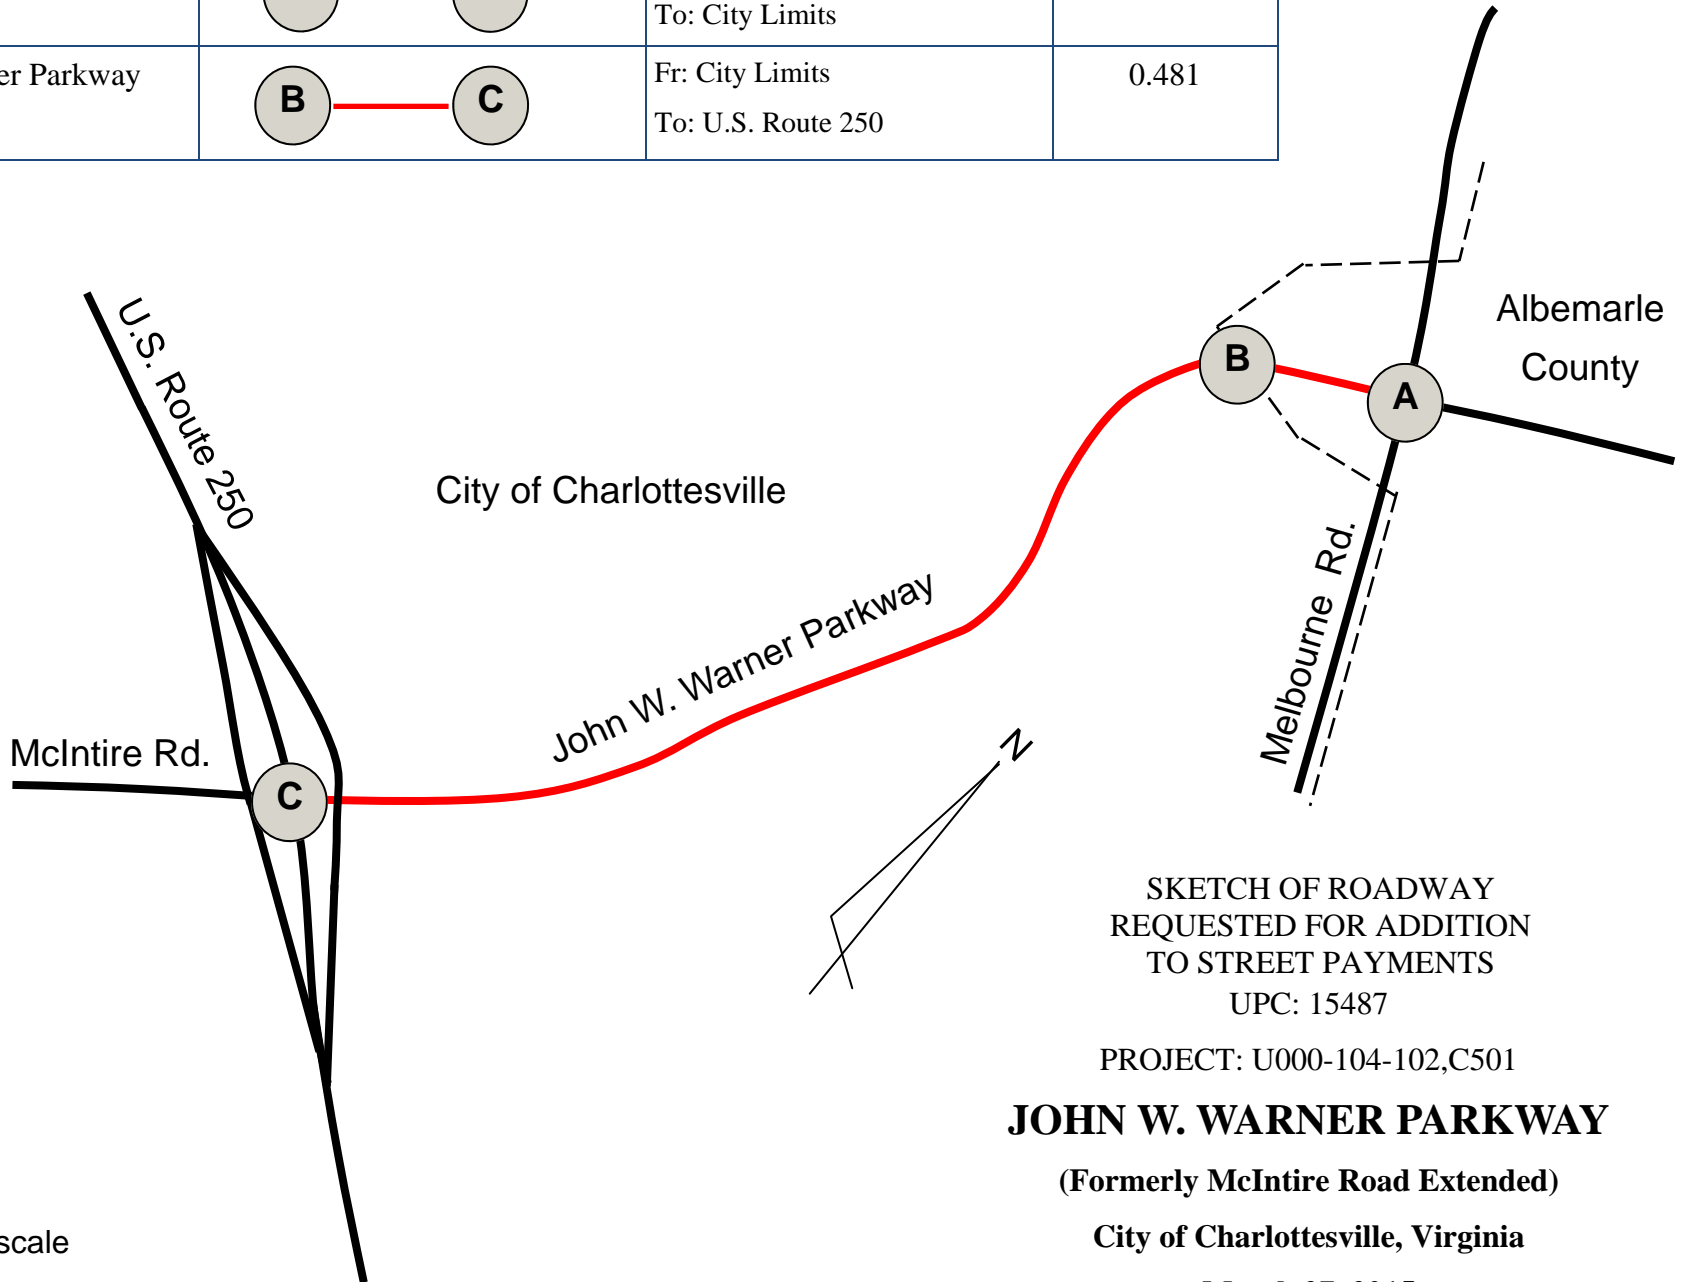 To: City Limits
er Parkway
B C
Fr: City Limits
0.481
To: U.S. Route 250
Albemarle
County
U.S. Route 250
B
A
City of Charlottesville
Melbourne Rd.
John W. Warner Parkway
McIntire Rd.
C
N
SKETCH OF ROADWAY
REQUESTED FOR ADDITION
TO STREET PAYMENTS
UPC: 15487
PROJECT: U000-104-102,C501
JOHN W. WARNER PARKWAY
(Formerly McIntire Road Extended)
City of Charlottesville, Virginia
scale